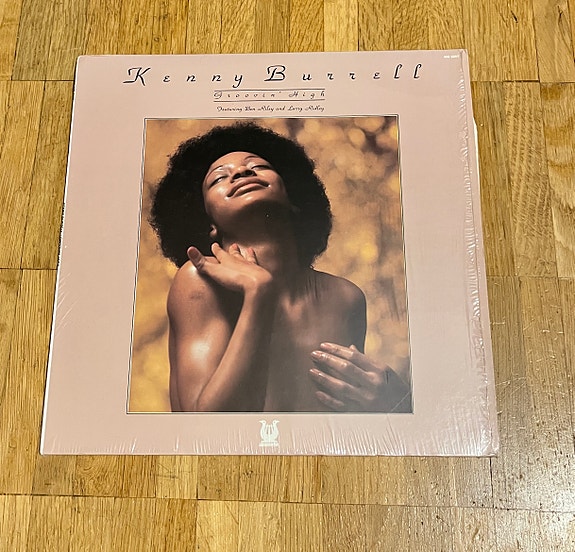 Kenny Burrell
Groovin' High
Featuring Ben Riley and Larry Ridley